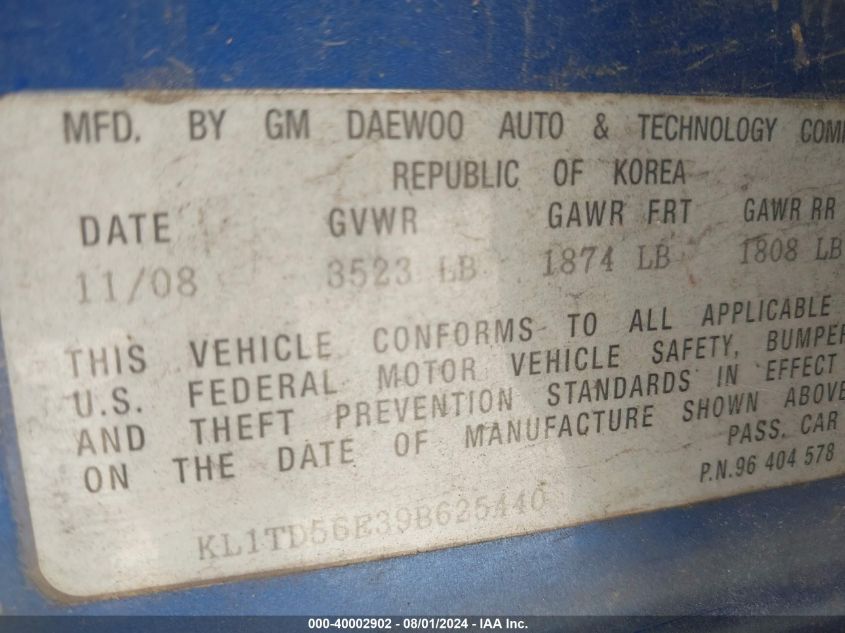 MFD. BY GM DAEWOO AUTO & TECHNOLOGY COM
REPUBLIC OF KOREA
DATE GVWR GAWR FRT GAWR RR
11/08 3523 LB 1874 LB 1808 LB
THIS VEHICLE CONFORMS TO ALL APPLICABLE
U.S. FEDERAL MOTOR VEHICLE SAFETY, BUMPER
AND THEFT PREVENTION STANDARDS IN EFFECT
ON THE DATE OF MANUFACTURE SHOWN ABOVE
PASS. CAR
P.N.96 404 578
KL1TD56E39B625440
000-40002902 - 08/01/2024 - IAA Inc.